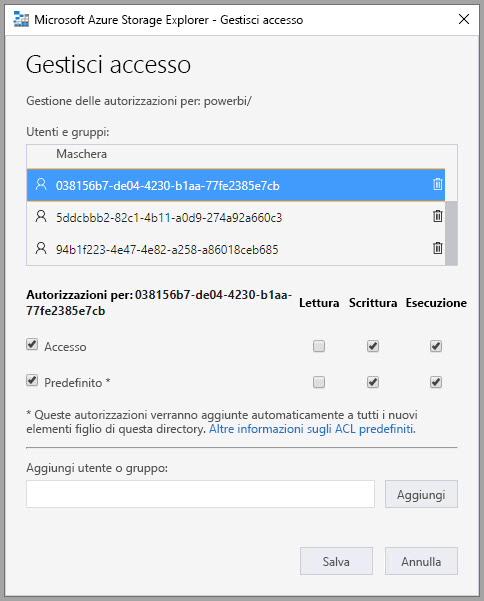 Microsoft Azure Storage Explorer - Gestisci accesso
Gestisci accesso
Gestione delle autorizzazioni per: powerbi/
Utenti e gruppi:
Maschera
038156b7-de04-4230-b1aa-77fe2385e7cb
5ddcbbb2-82c1-4b11-a0d9-274a92a660c3
94b1f223-4e47-4e82-a258-a86018ceb685
Autorizzazioni per: 038156b7-de04-4230-b1aa-
77fe2385e7cb
Lettura Scrittura Esecuzione
Accesso
Predefinito *
* Queste autorizzazioni verranno aggiunte automaticamente a tutti i nuovi
elementi figlio di questa directory. Altre informazioni sugli ACL predefiniti.
Aggiungi utente o gruppo:
Aggiungi
Salva Annulla